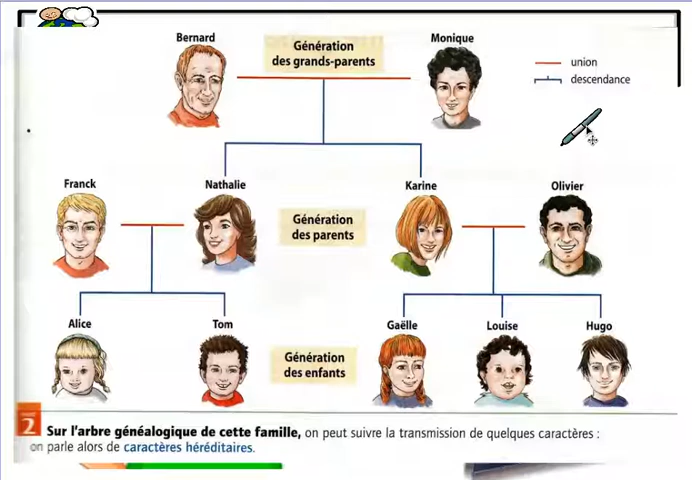 Bernard
Génération
des grands-parents
Monique
union
descendance
Franck
Nathalie
Karine
Olivier
Génération
des parents
Alice
Tom
Gaëlle
Louise
Hugo
Génération
des enfants
2 Sur l'arbre généalogique de cette famille, on peut suivre la transmission de quelques caractères :
on parle alors de caractères héréditaires.